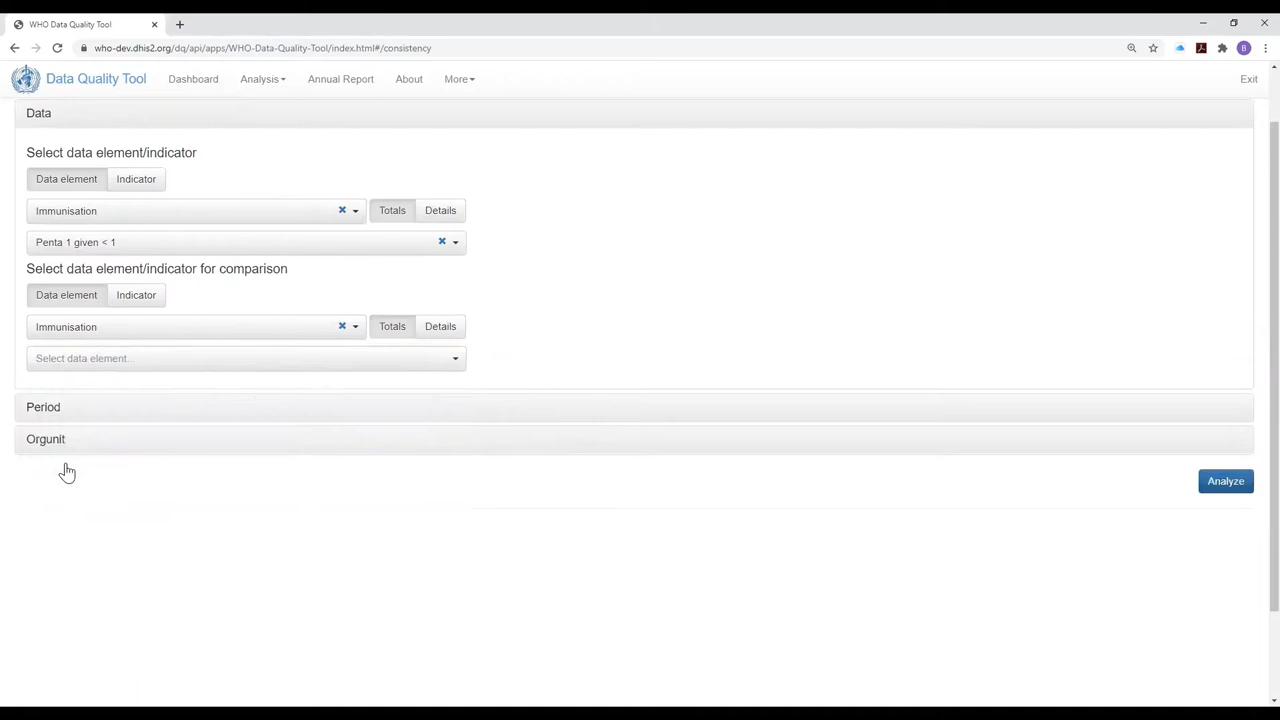 WHO Data Quality Tool
who-dev.dhis2.org/dq/api/apps/WHO-Data-Quality-Tool/index.html#/consistency
B
Data Quality Tool Dashboard Analysis Annual Report About More Exit
Data
Select data element/indicator
Data element Indicator
Immunisation Totals Details
Penta 1 given < 1
Select data element/indicator for comparison
Data element Indicator
Immunisation Totals Details
Select data element...
Period
Orgunit
Analyze